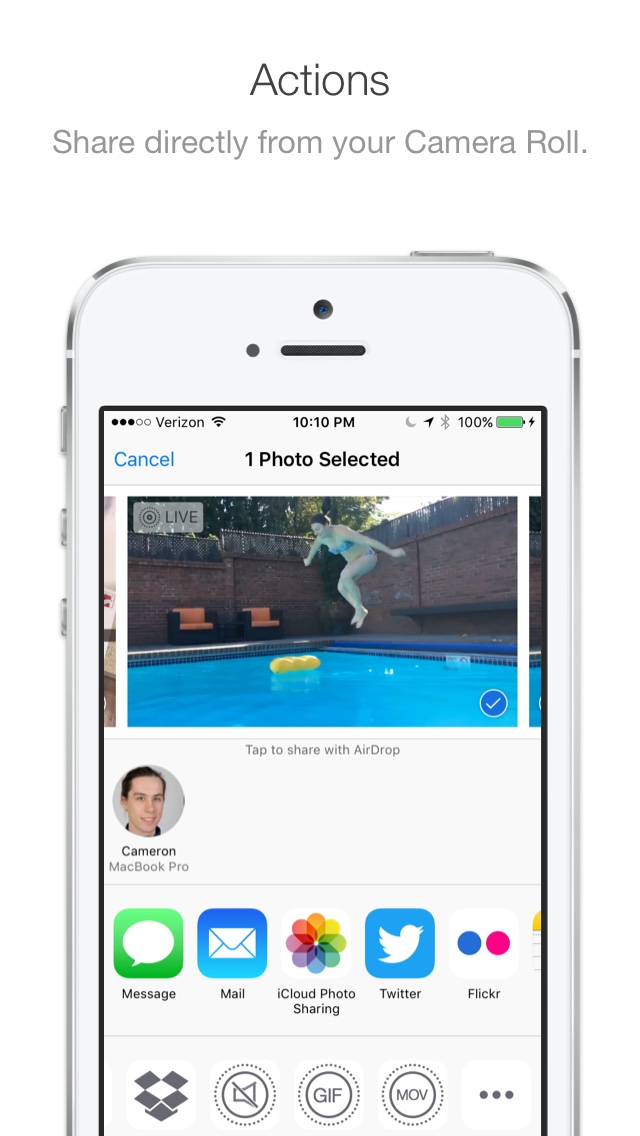 Actions
Share directly from your Camera Roll.
Verizon 10:10 PM 100%
Cancel 1 Photo Selected
LIVE
Tap to share with AirDrop
Cameron
MacBook Pro
Message Mail iCloud Photo Twitter Flickr
Sharing
GIF MOV